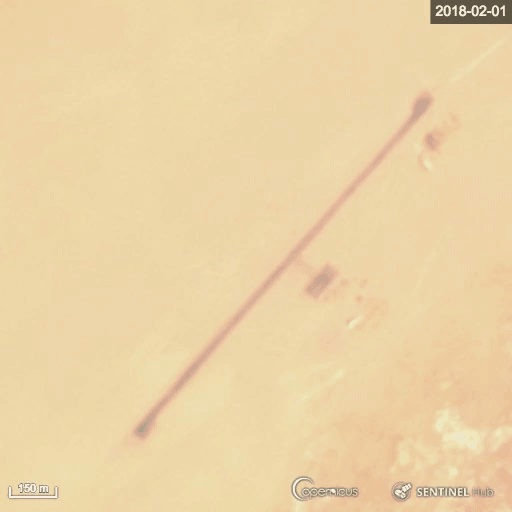 2018-02-01
150 m
Copernicus
SENTINEL Hub